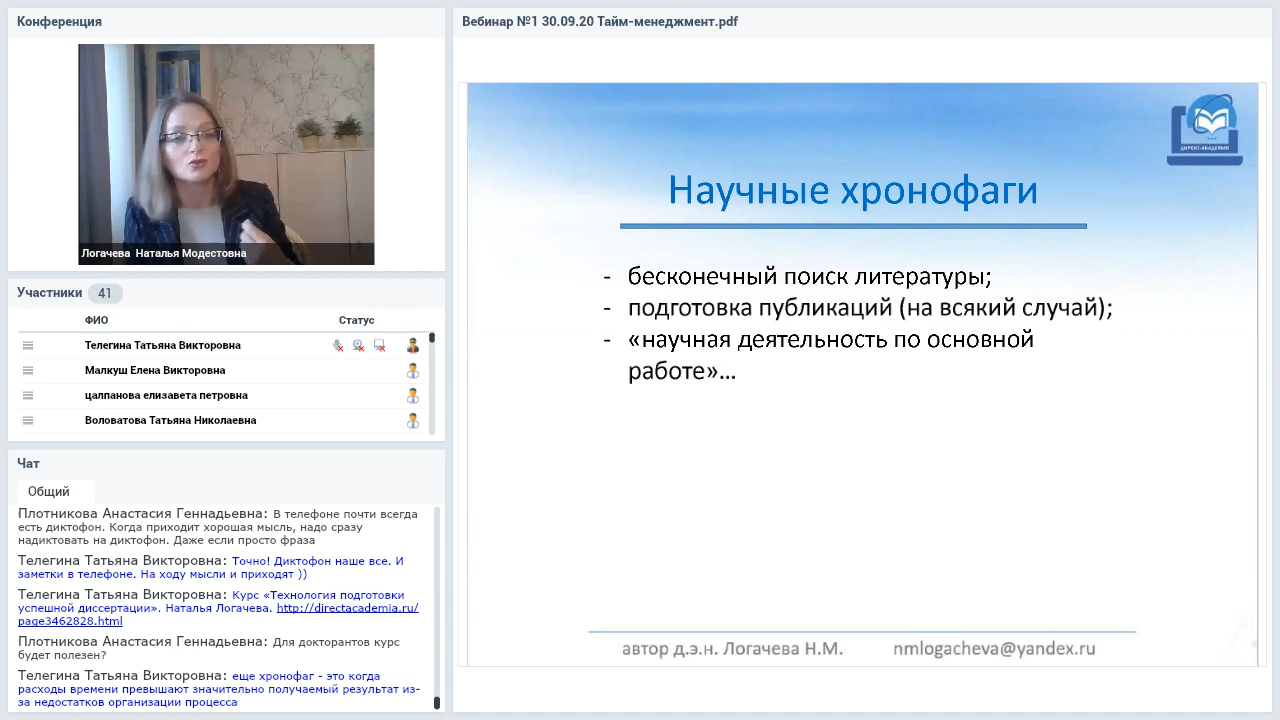 Конференция
Логачева Наталья Модестовна
Участники 41
ФИО Статус
Телегина Татьяна Викторовна
Малкуш Елена Викторовна
цалпанова елизавета петровна
Воловатова Татьяна Николаевна
Чат
Общий
Плотникова Анастасия Геннадьевна: В телефоне почти всегда
есть диктофон. Когда приходит хорошая мысль, надо сразу
надиктовать на диктофон. Даже если просто фраза
Телегина Татьяна Викторовна: Точно! Диктофон наше все. И
заметки в телефоне. На ходу мысли и приходят ))
Телегина Татьяна Викторовна: Курс «Технология подготовки
успешной диссертации». Наталья Логачева. http://directacademia.ru/
page3462828.html
Плотникова Анастасия Геннадьевна: Для докторантов курс
будет полезен?
Телегина Татьяна Викторовна: еще хронофаг - это когда
расходы времени превышают значительно получаемый результат из-
за недостатков организации процесса
Вебинар №1 30.09.20 Тайм-менеджмент.pdf
ДИРЕКТ-АКАДЕМИЯ
Научные хронофаги
- бесконечный поиск литературы;
- подготовка публикаций (на всякий случай);
- «научная деятельность по основной
работе»...
автор д.э.н. Логачева Н.М. nmlogacheva@yandex.ru